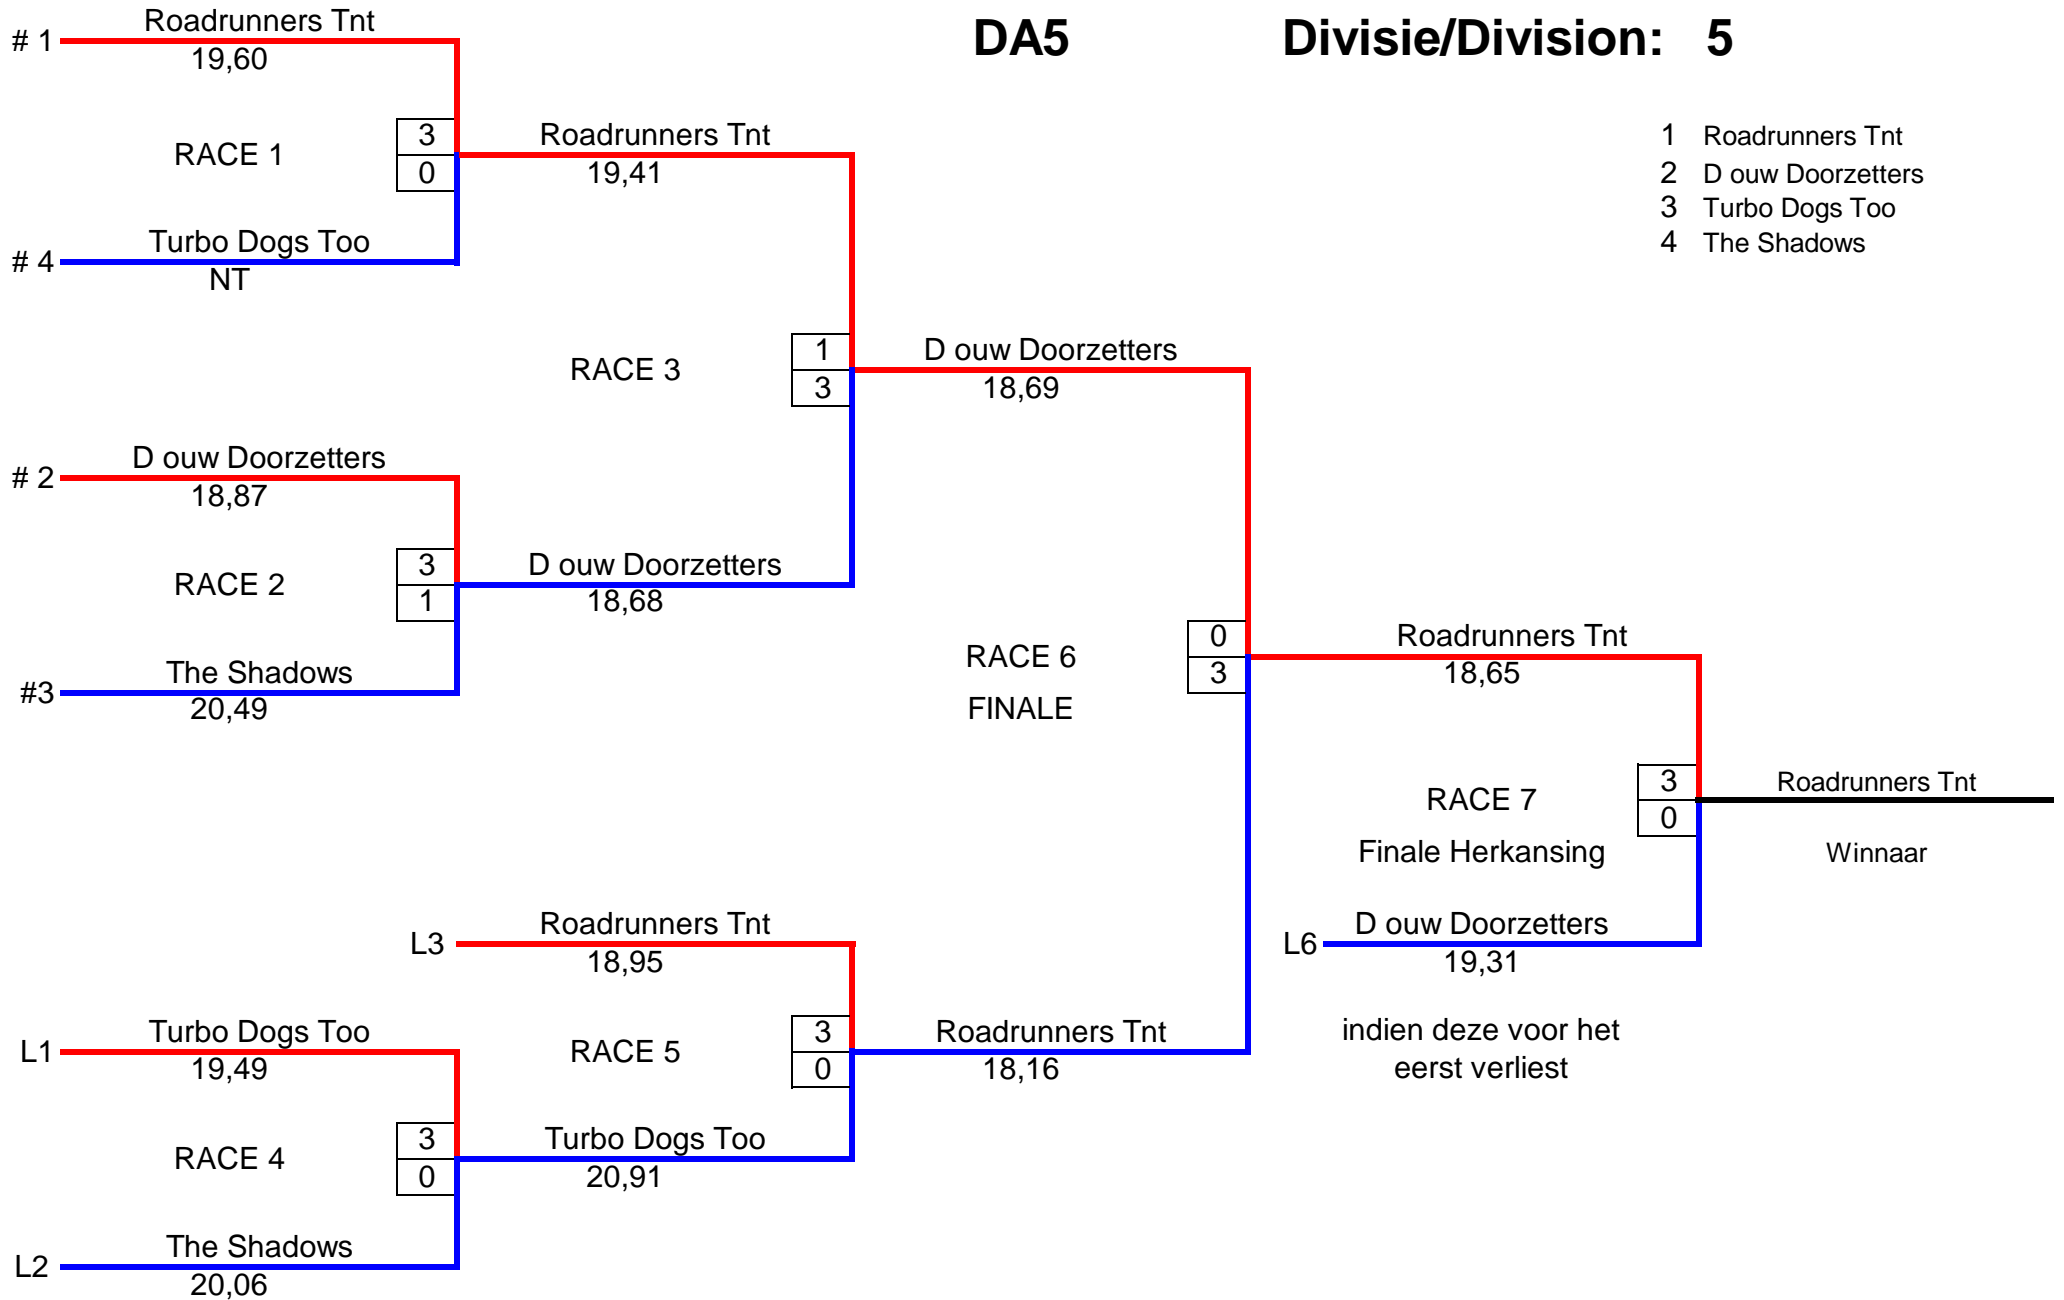 DA5 Divisie/Division: 5
1 Roadrunners Tnt
2 D ouw Doorzetters
3 Turbo Dogs Too
4 The Shadows
# 1 Roadrunners Tnt
19,60
RACE 1 3
0
# 4 Turbo Dogs Too
NT
Roadrunners Tnt
19,41
RACE 3 1
3
# 2 D ouw Doorzetters
18,87
RACE 2 3
1
#3 The Shadows
20,49
D ouw Doorzetters
18,68
D ouw Doorzetters
18,69
RACE 6 0
3
FINALE
Roadrunners Tnt
18,65
RACE 7 3
0
Finale Herkansing
Roadrunners Tnt
Winnaar
L6 D ouw Doorzetters
19,31
indien deze voor het
eerst verliest
L3 Roadrunners Tnt
18,95
RACE 5 3
0
Roadrunners Tnt
18,16
L1 Turbo Dogs Too
19,49
RACE 4 3
0
Turbo Dogs Too
20,91
L2 The Shadows
20,06